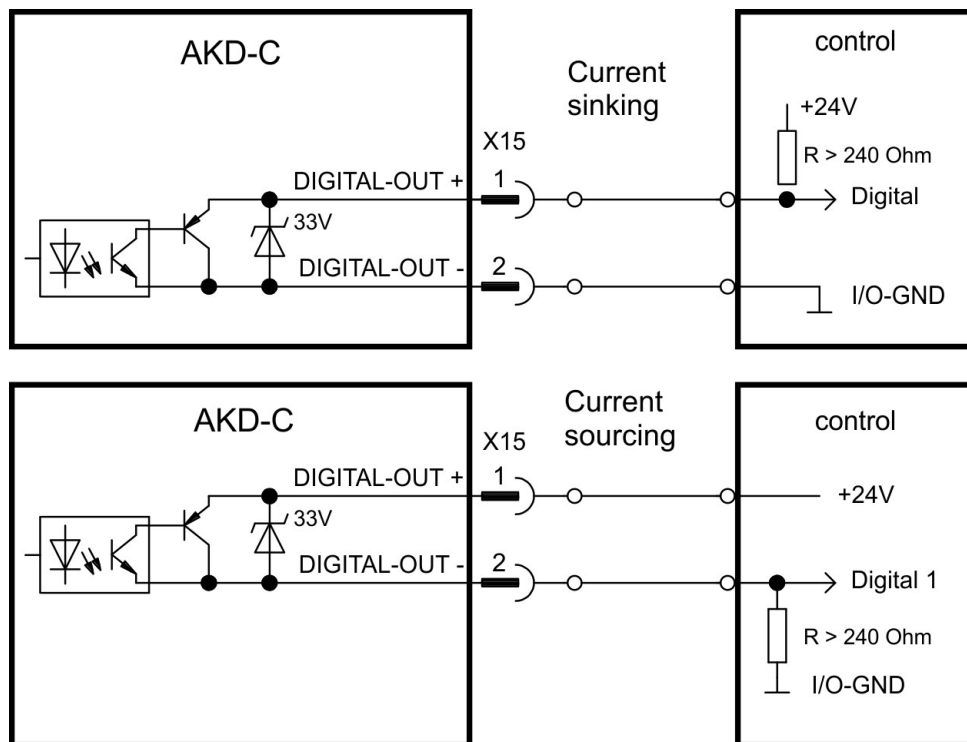 AKD-C
control
Current
sinking
+24V
X15
R > 240 Ohm
DIGITAL-OUT +
1
Digital
33V
DIGITAL-OUT -
2
I/O-GND
AKD-C
Current
sourcing
control
X15
DIGITAL-OUT +
1
+24V
33V
DIGITAL-OUT -
2
Digital 1
R > 240 Ohm
I/O-GND